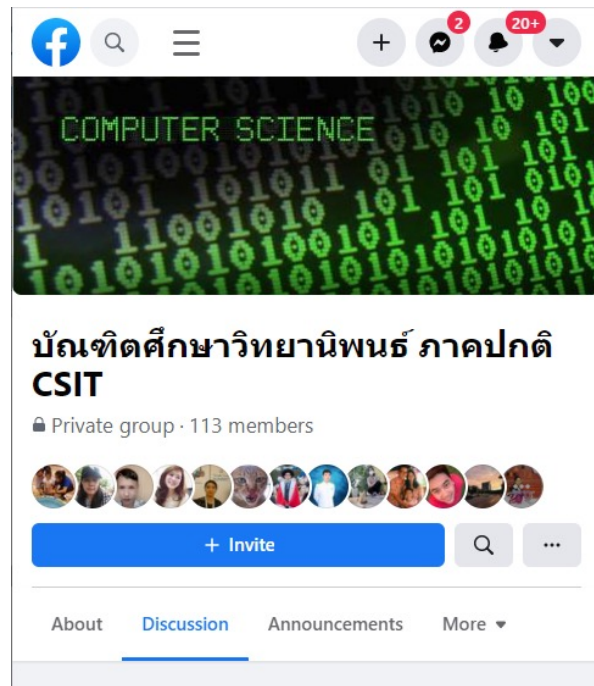 2
20+
COMPUTER SCIENCE
บัณฑิตศึกษาวิทยานิพนธ์ ภาคปกติ
CSIT
Private group · 113 members
+ Invite
About
Discussion
Announcements
More